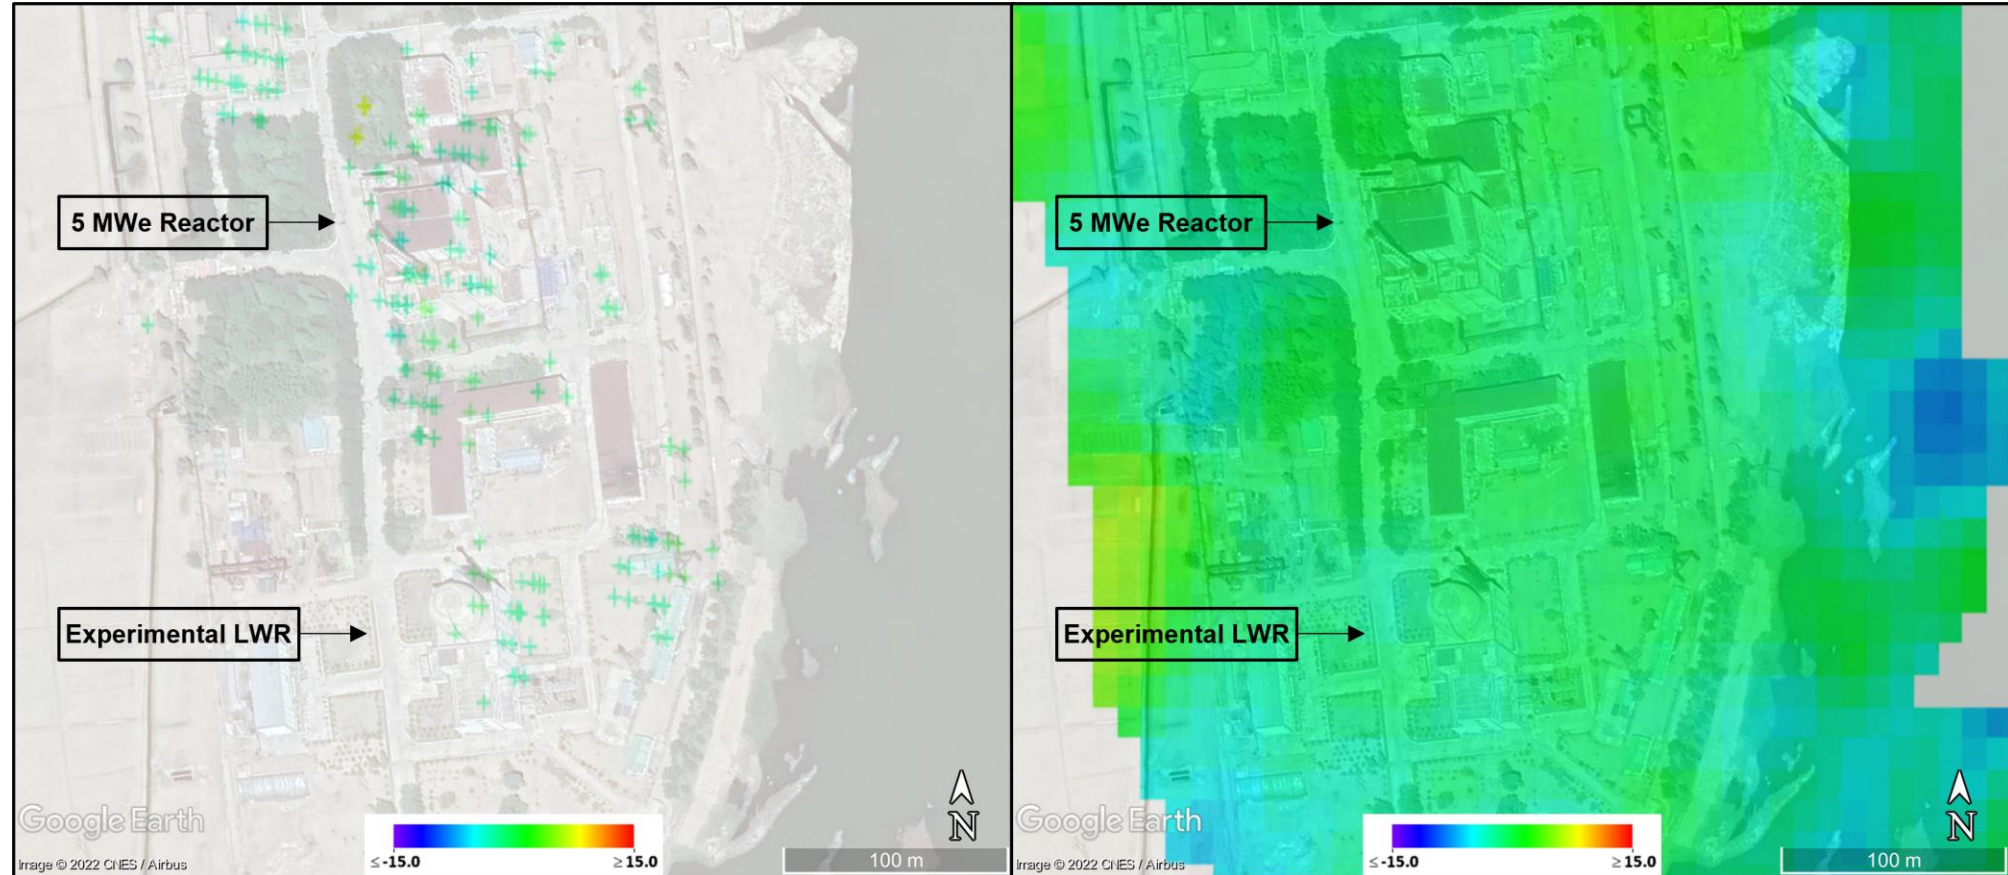 5 MWe Reactor
Experimental LWR
Google Earth
Image © 2022 CNES / Airbus
≤ -15.0
≥ 15.0
N
100 m
5 MWe Reactor
Experimental LWR
Google Earth
Image © 2022 CNES / Airbus
≤ -15.0
≥ 15.0
N
100 m